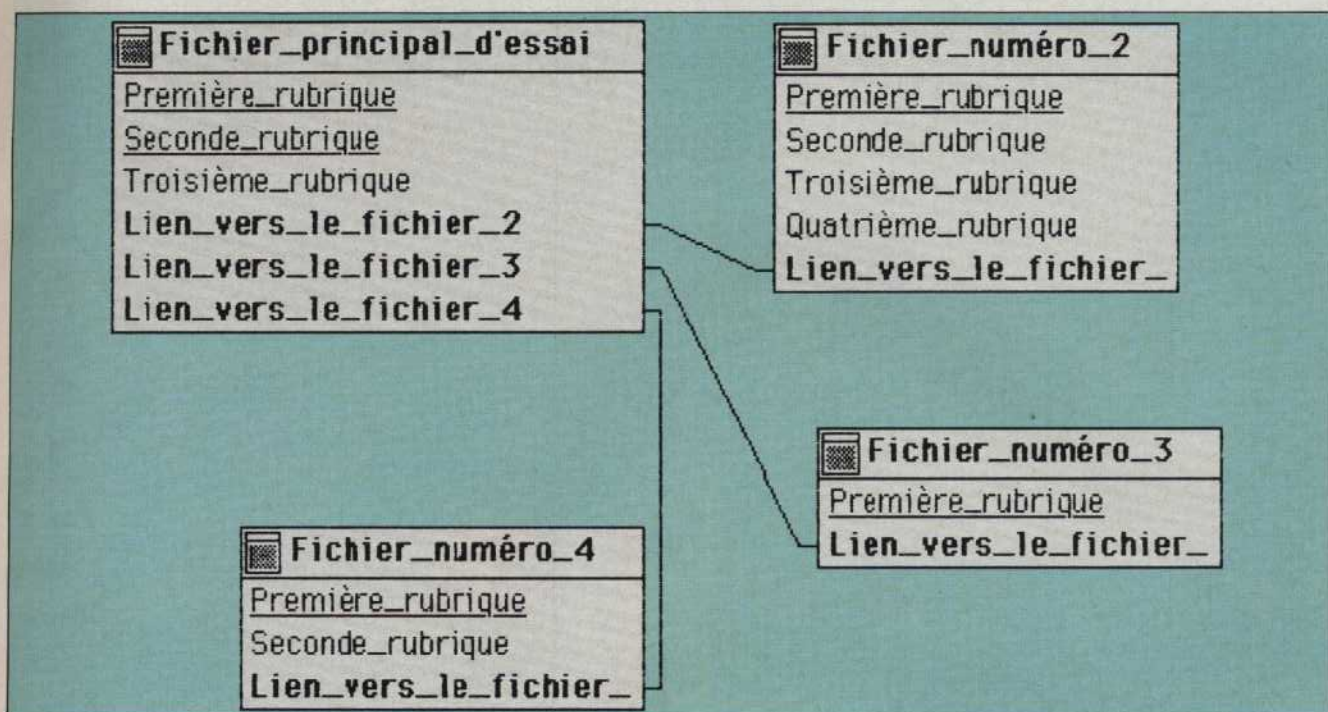 Fichier_principal_d'essai
Première_rubrique
Seconde_rubrique
Troisième_rubrique
Lien_vers_le_fichier_2
Lien_vers_le_fichier_3
Lien_vers_le_fichier_4
Fichier_numéro_2
Première_rubrique
Seconde_rubrique
Troisième_rubrique
Quatrième_rubrique
Lien_vers_le_fichier_
Fichier_numéro_3
Première_rubrique
Lien_vers_le_fichier_
Fichier_numéro_4
Première_rubrique
Seconde_rubrique
Lien_vers_le_fichier_